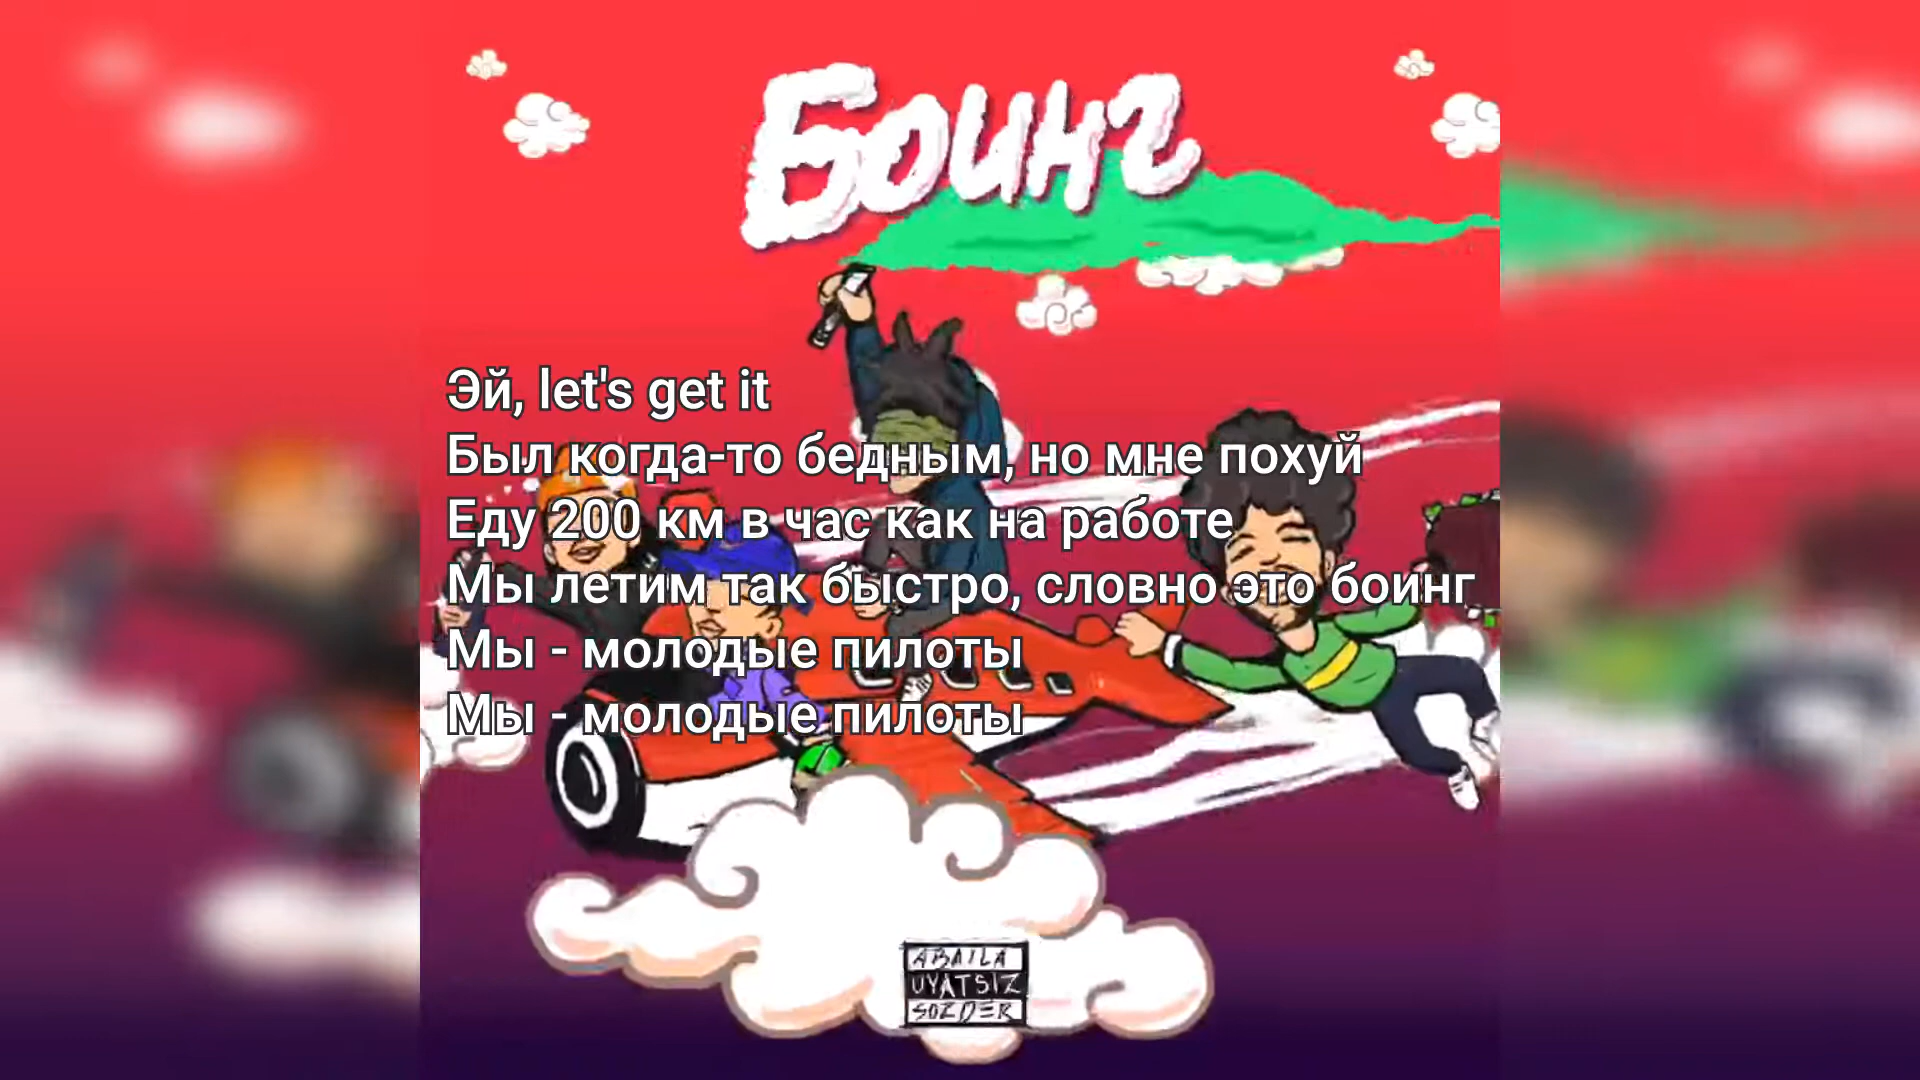 Боинг
Эй, let's get it
Был когда-то бедным, но мне похуй
Еду 200 км в час как на работе
Мы летим так быстро, словно это боинг
Мы - молодые пилоты
Мы - молодые пилоты
ABAILA
UYATSIZ
SOZDER